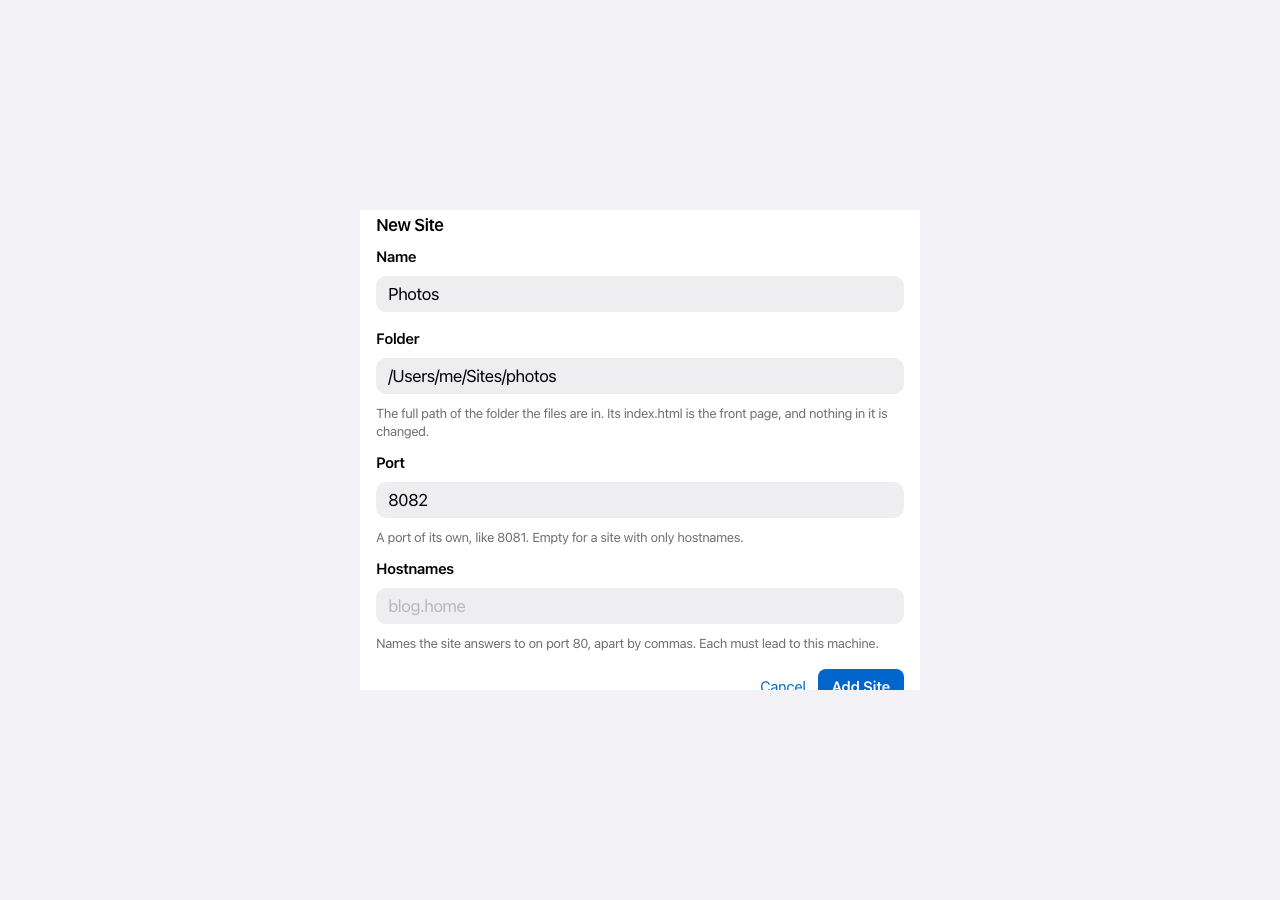 New Site
Name
Photos
Folder
/Users/me/Sites/photos
The full path of the folder the files are in. Its index.html is the front page, and nothing in it is
changed.
Port
8082
A port of its own, like 8081. Empty for a site with only hostnames.
Hostnames
blog.home
Names the site answers to on port 80, apart by commas. Each must lead to this machine.
Cancel
Add Site